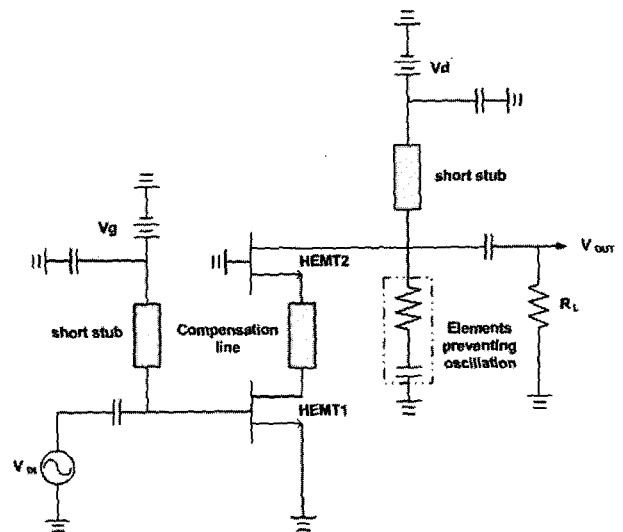 Vd
short stub
Vg
HEMT2
V OUT
short stub
Compensation
line
Elements
preventing
oscillation
R L
HEMT1
V IN